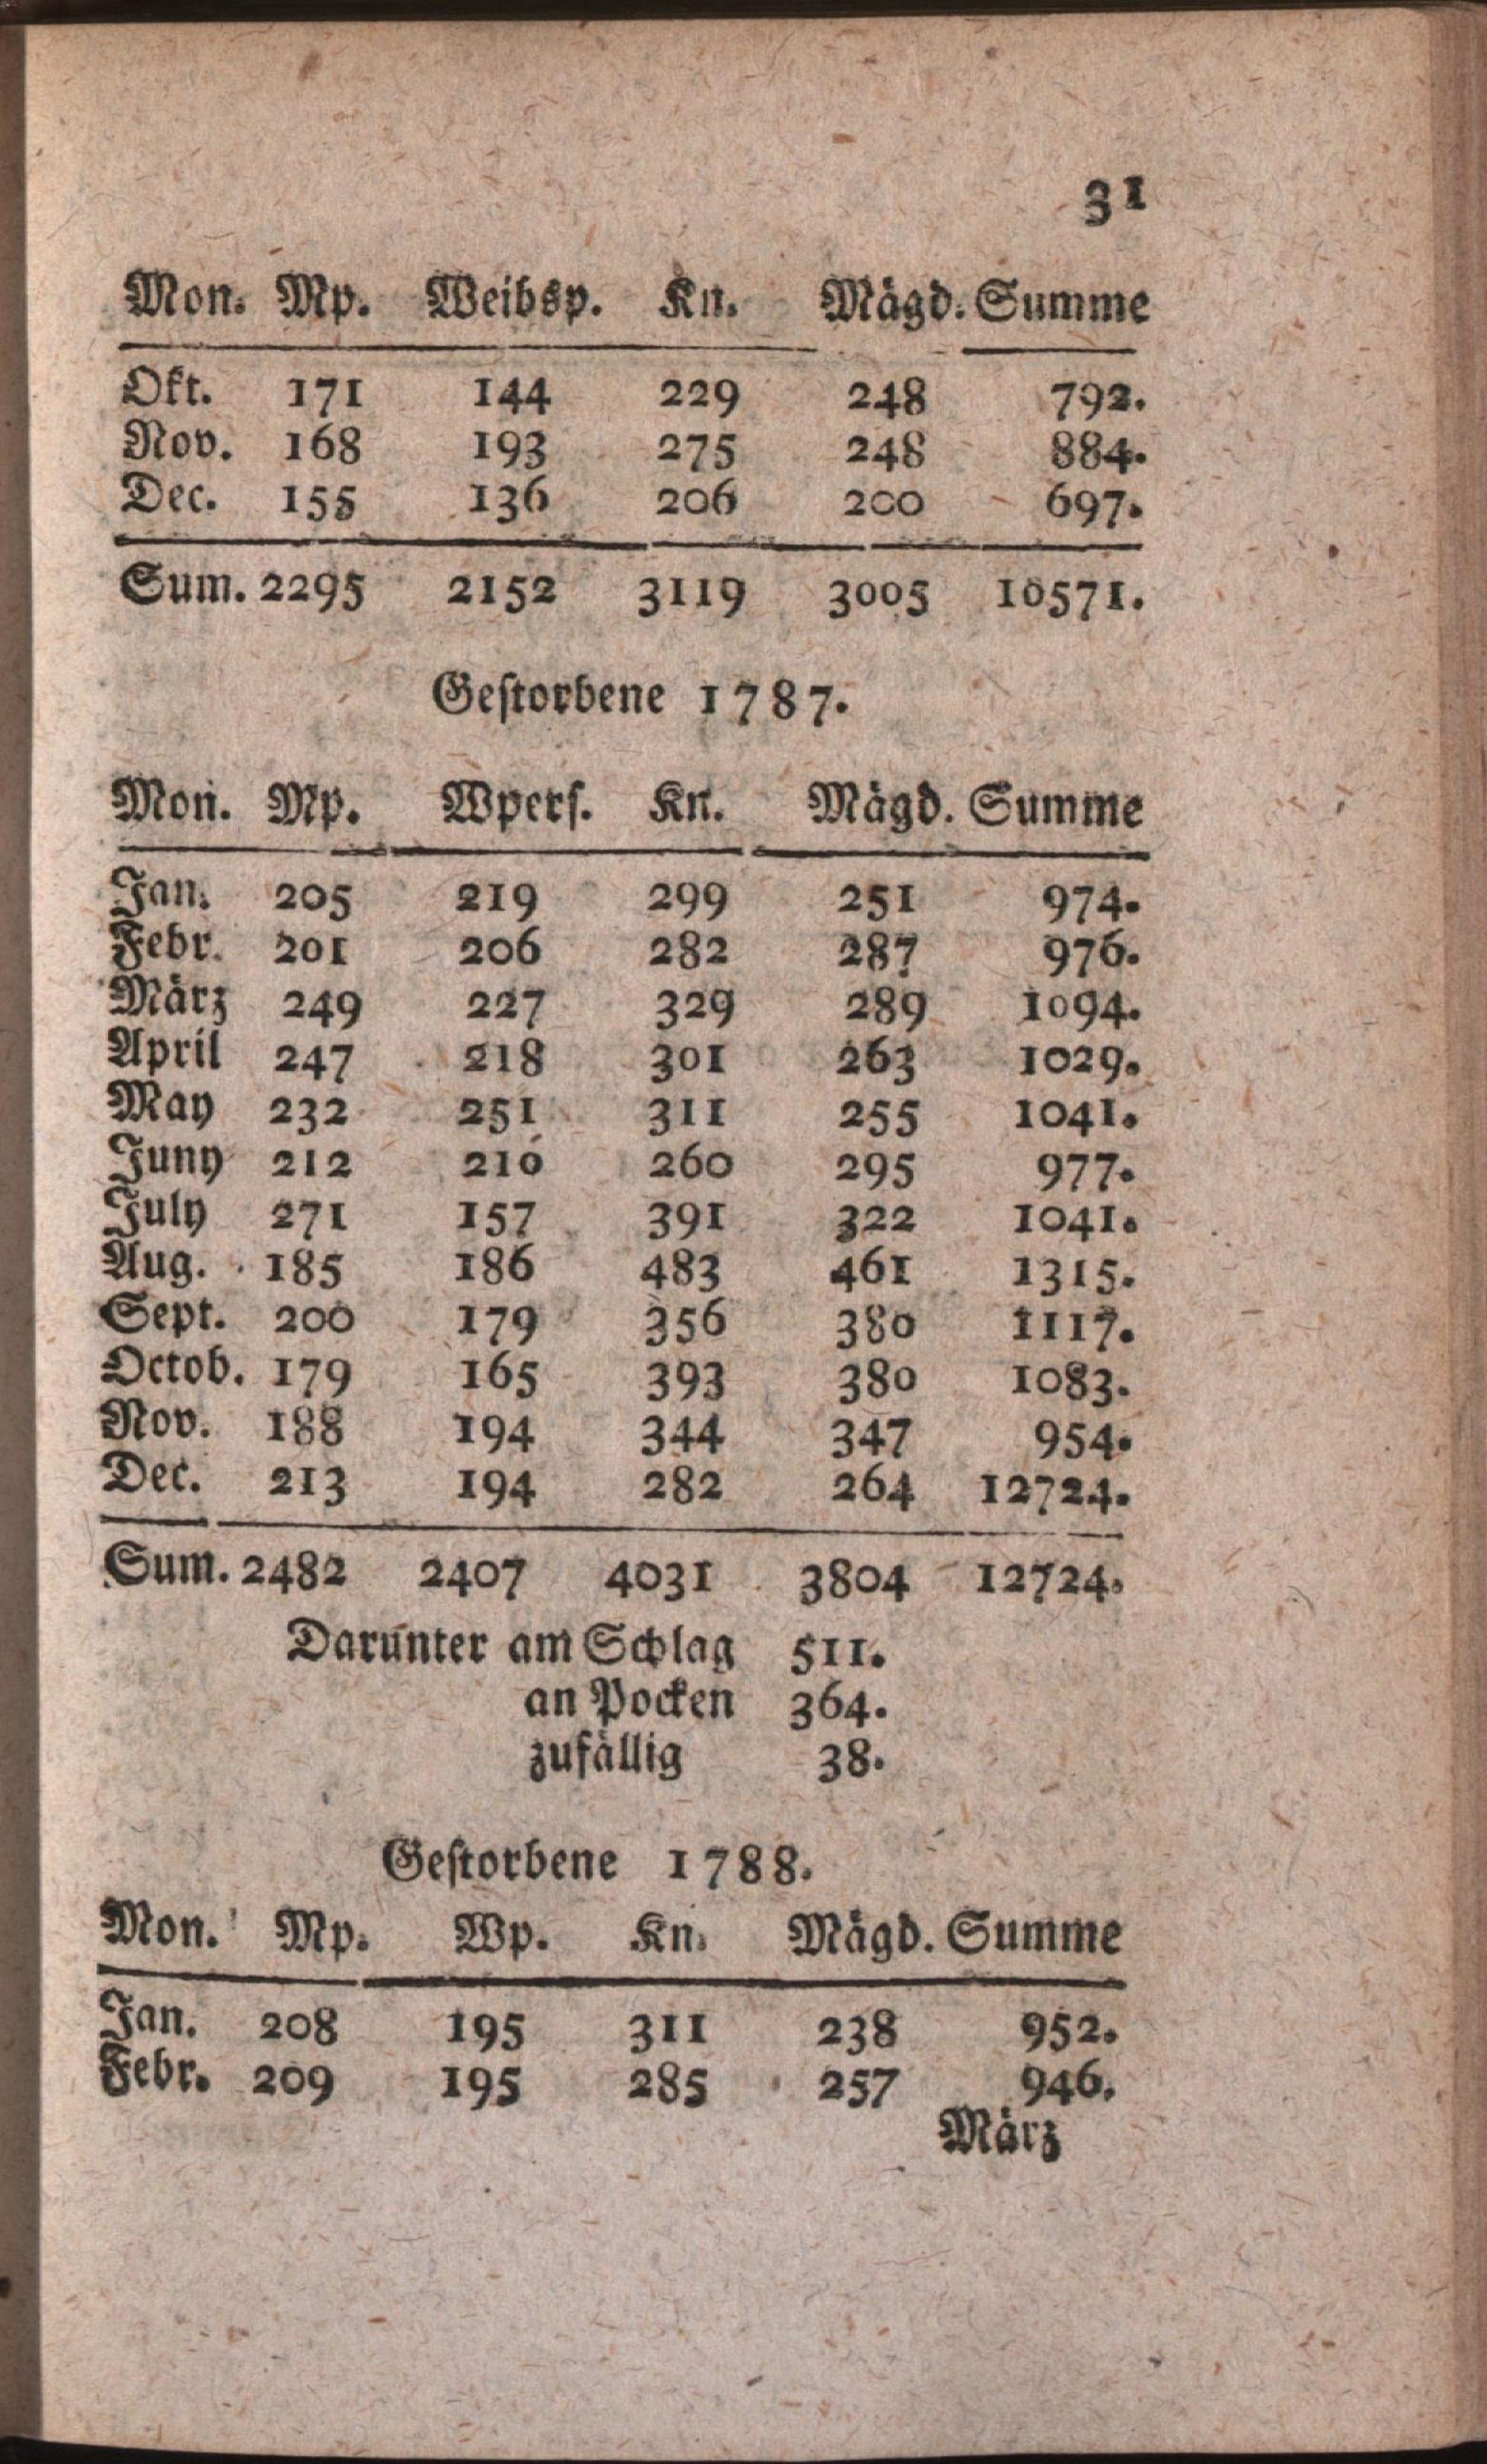 31
Mon. Mp. Weibsp. Kn. Mägd. Summe
Okt. 171 144 229 248 792.
Nov. 168 193 275 248 884.
Dec. 155 136 206 200 697.
Sum. 2295 2152 3119 3005 10571.
Gestorbene 1787.
Mon. Mp. Wpers. Kn. Mägd. Summe
Jan. 205 219 299 251 974.
Febr. 201 206 282 287 976.
März 249 227 329 289 1094.
April 247 218 301 263 1029.
May 232 251 311 255 1041.
Juny 212 210 260 295 977.
July 271 157 391 322 1041.
Aug. 185 186 483 461 1315.
Sept. 200 179 356 380 1117.
Octob. 179 165 393 380 1083.
Nov. 188 194 344 347 954.
Dec. 213 194 282 264 12724.
Sum. 2482 2407 4031 3804 12724.
Darunter am Schlag 511.
an Pocken 364.
zufällig 38.
Gestorbene 1788.
Mon. Mp. Wp. Kn. Mägd. Summe
Jan. 208 195 311 238 952.
Febr. 209 195 285 257 946.
März